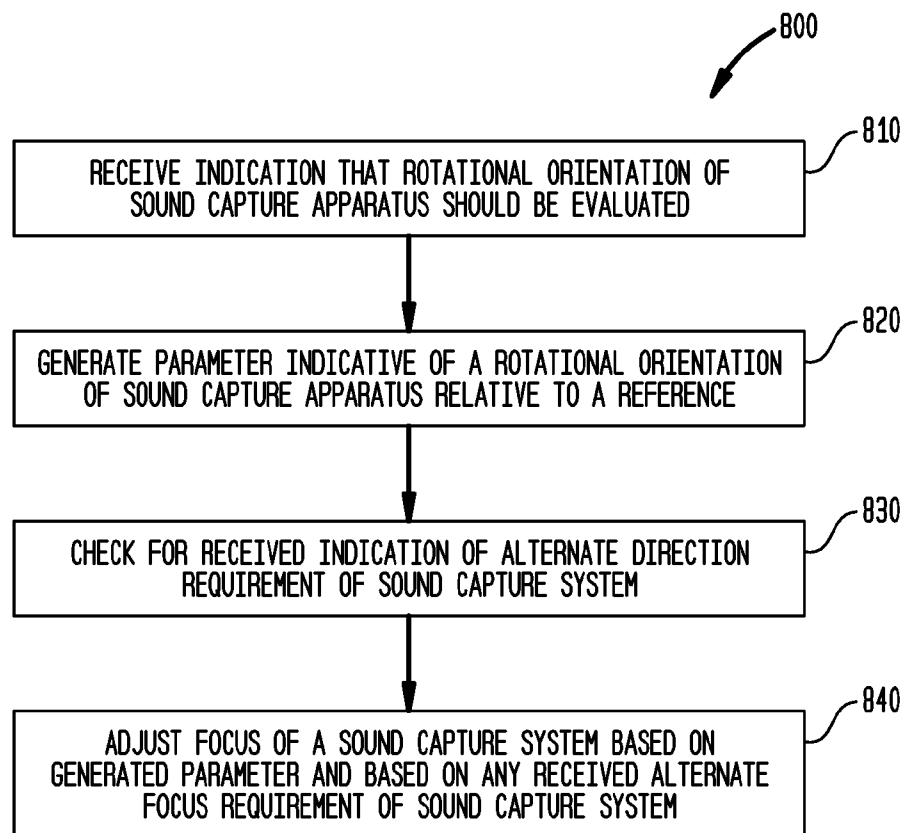 800
810
RECEIVE INDICATION THAT ROTATIONAL ORIENTATION OF
SOUND CAPTURE APPARATUS SHOULD BE EVALUATED
820
GENERATE PARAMETER INDICATIVE OF A ROTATIONAL ORIENTATION
OF SOUND CAPTURE APPARATUS RELATIVE TO A REFERENCE
830
CHECK FOR RECEIVED INDICATION OF ALTERNATE DIRECTION
REQUIREMENT OF SOUND CAPTURE SYSTEM
840
ADJUST FOCUS OF A SOUND CAPTURE SYSTEM BASED ON
GENERATED PARAMETER AND BASED ON ANY RECEIVED ALTERNATE
FOCUS REQUIREMENT OF SOUND CAPTURE SYSTEM